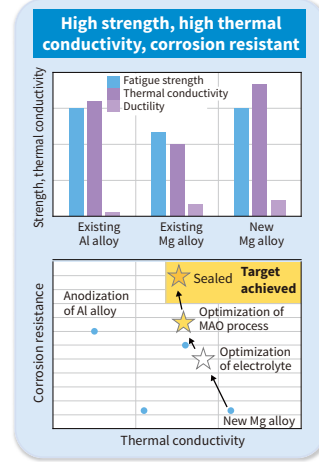 High strength, high thermal
conductivity, corrosion resistant
Strength, thermal conductivity
Fatigue strength
Thermal conductivity
Ductility
Existing
Al alloy
Existing
Mg alloy
New
Mg alloy
Corrosion resistance
Sealed
Target
achieved
Anodization
of Al alloy
Optimization of
MAO process
Optimization
of electrolyte
New Mg alloy
Thermal conductivity